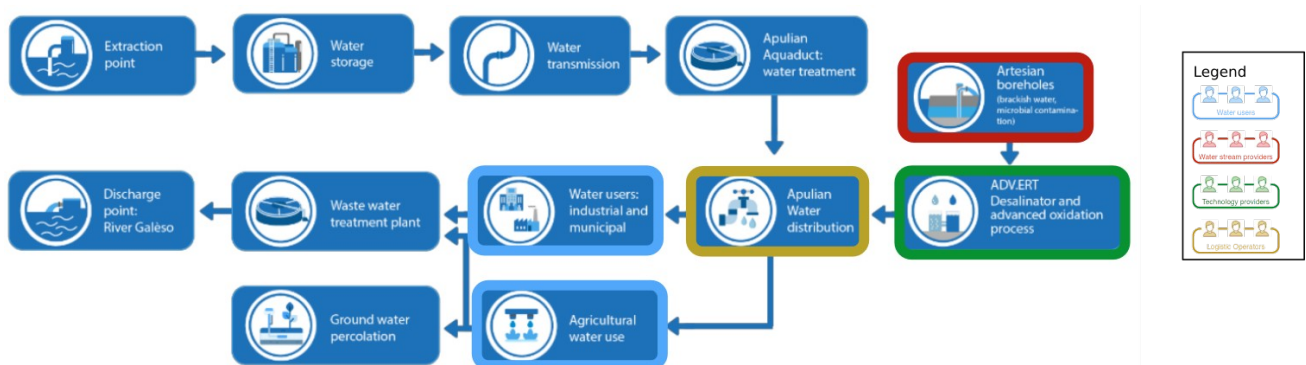 Extraction
point
Water
storage
Water
transmission
Apulian
Aquaduct:
water treatment
Artesian
boreholes
(brackish water,
microbial contamina-
tion)
Legend
Water users
Water stream providers
Technology providers
Logistic Operators
Discharge
point:
River Galèso
Waste water
treatment plant
Water users:
industrial and
municipal
Apulian
Water
distribution
ADV.ERT
Desalinator and
advanced oxidation
process
Ground water
percolation
Agricultural
water use